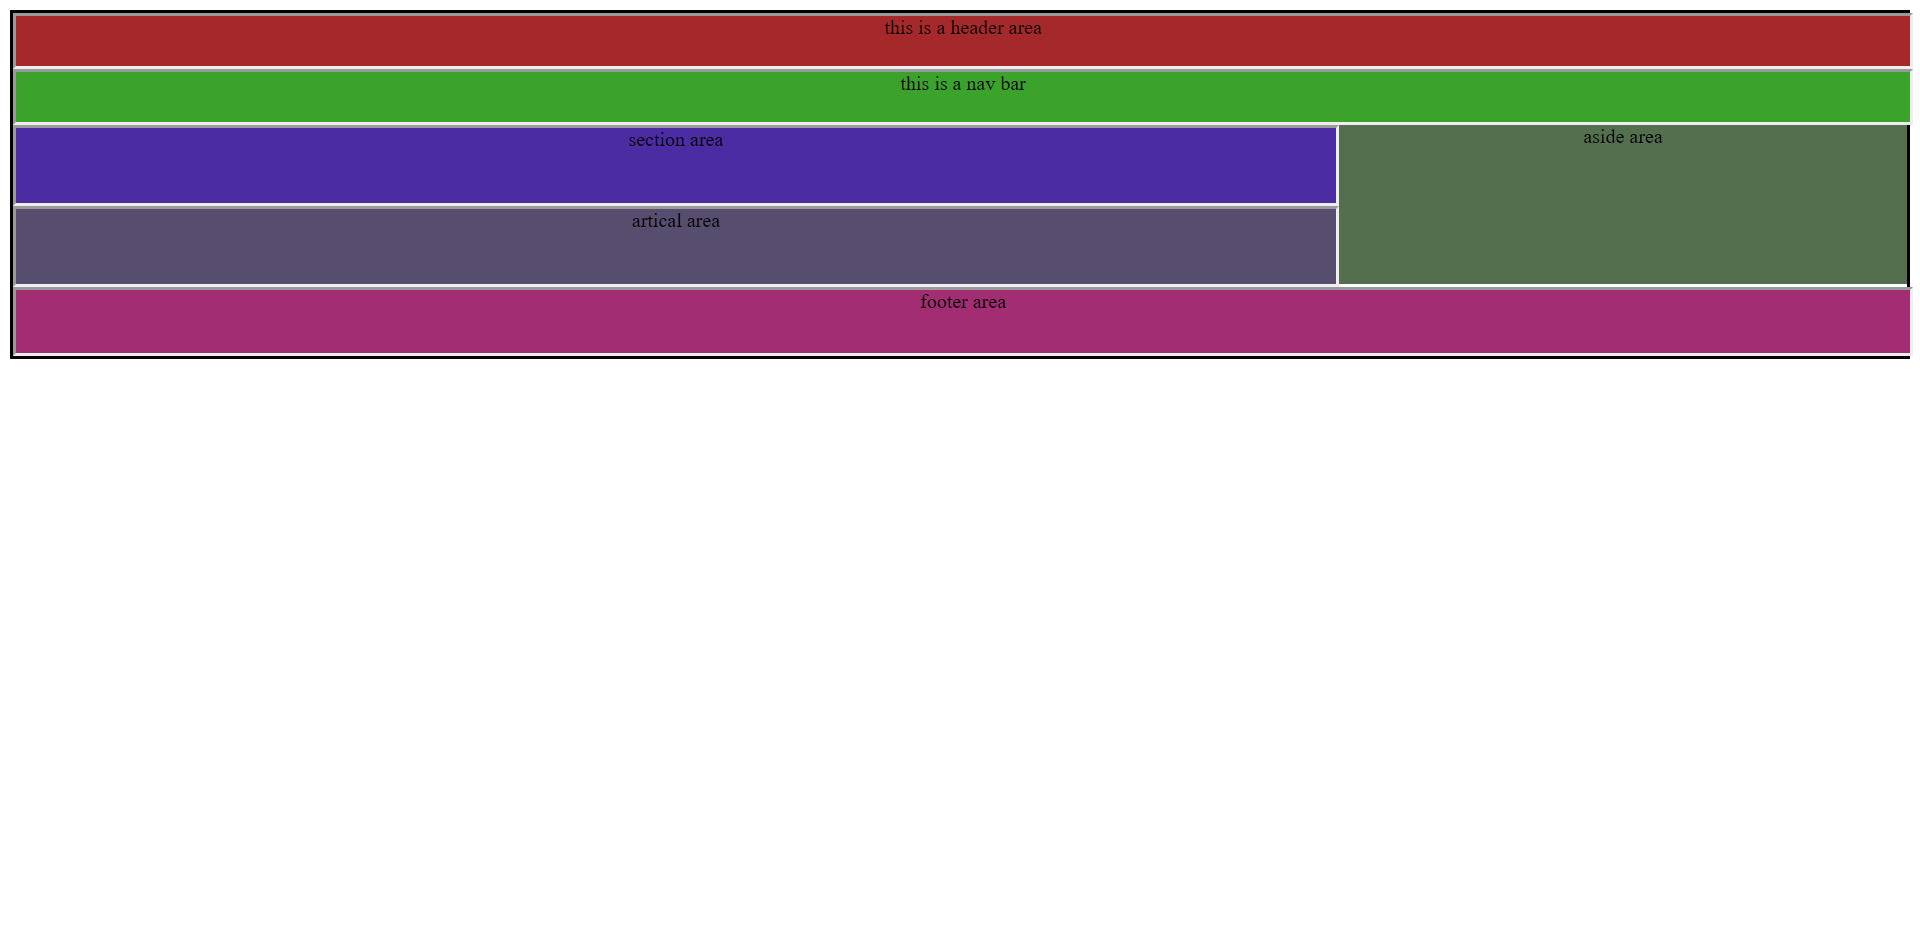 this is a header area
this is a nav bar
section area
aside area
artical area
footer area